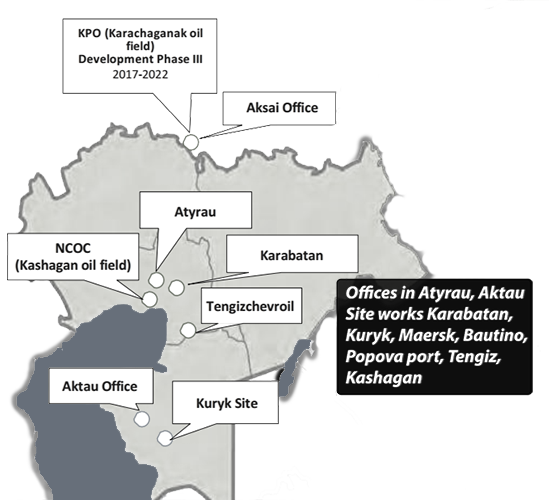 KPO (Karachaganak oil
field)
Development Phase III
2017-2022
Aksai Office
Atyrau
NCOC
(Kashagan oil field)
Karabatan
Tengizchevroil
Offices in Atyrau, Aktau
Site works Karabatan,
Kuryk, Maersk, Bautino,
Popova port, Tengiz,
Kashagan
Aktau Office
Kuryk Site